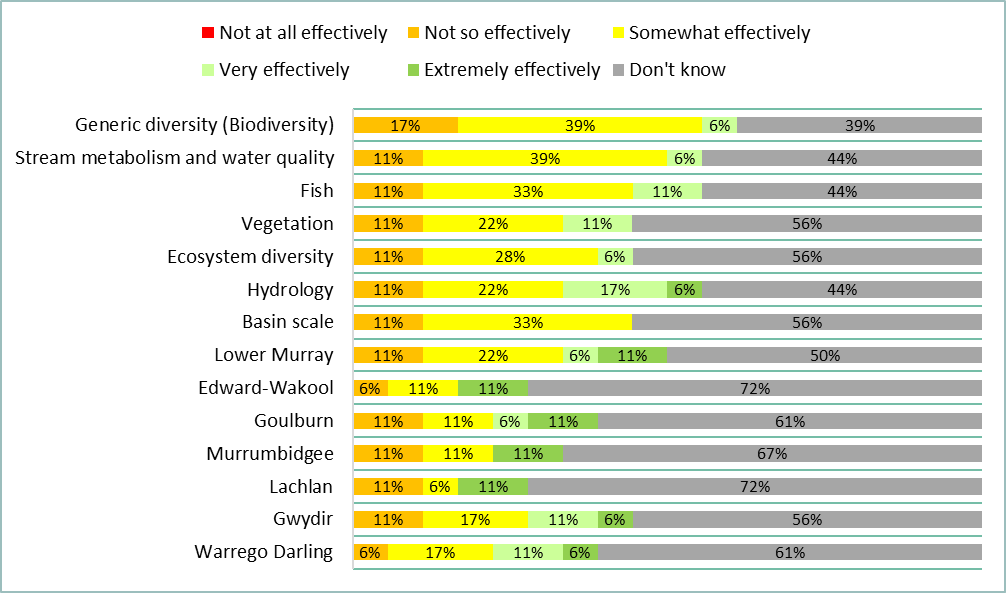 Not at all effectively Not so effectively Somewhat effectively
Very effectively Extremely effectively Don't know
Generic diversity (Biodiversity) 17% 39% 6% 39%
Stream metabolism and water quality 11% 39% 6% 44%
Fish 11% 33% 11% 44%
Vegetation 11% 22% 11% 56%
Ecosystem diversity 11% 28% 6% 56%
Hydrology 11% 22% 17% 6% 44%
Basin scale 11% 33% 56%
Lower Murray 11% 22% 6% 11% 50%
Edward-Wakool 6% 11% 11% 72%
Goulburn 11% 11% 6% 11% 61%
Murrumbidgee 11% 11% 11% 67%
Lachlan 11% 6% 11% 72%
Gwydir 11% 17% 11% 6% 56%
Warrego Darling 6% 17% 11% 6% 61%